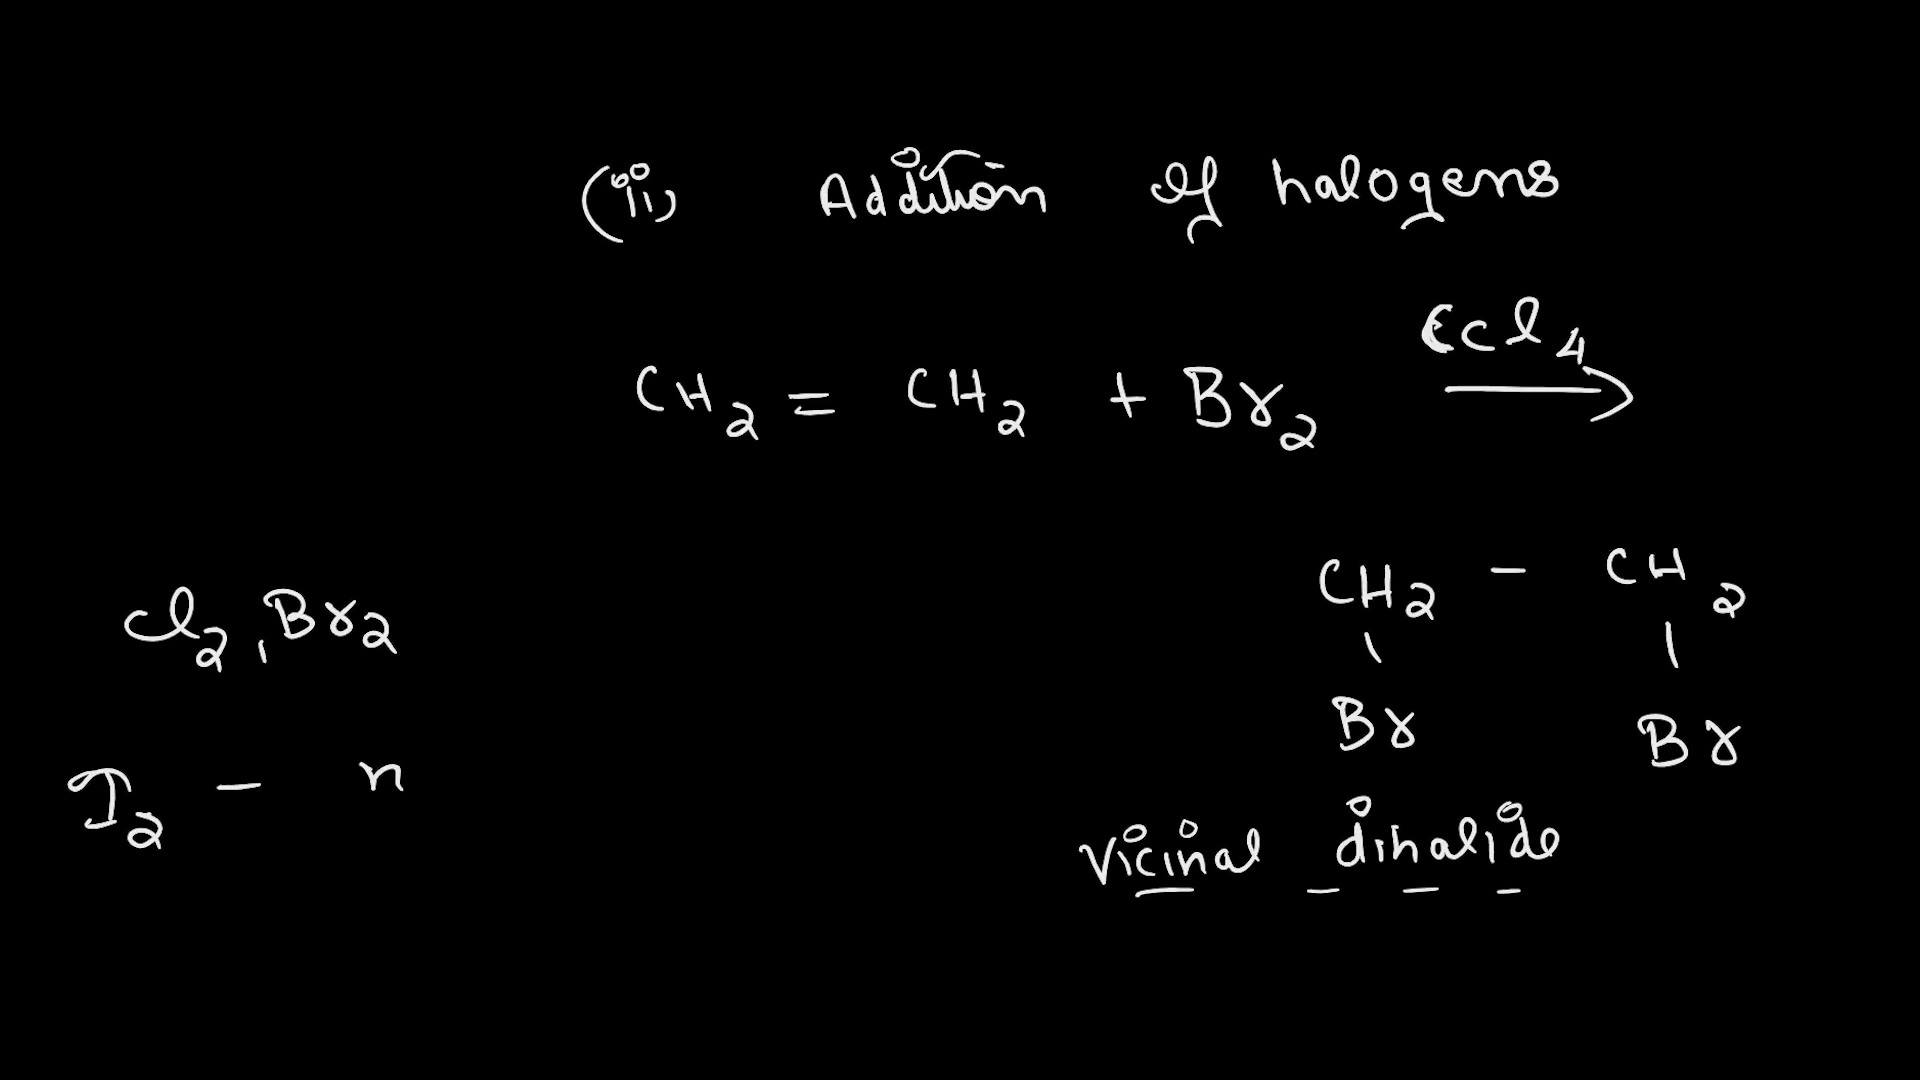 (ii) Addition of halogens
CCl4
CH2 = CH2 + Br2 ⟶
CH2 - CH2
Cl2, Br2
Br Br
I2 - n
Vicinal dihalide